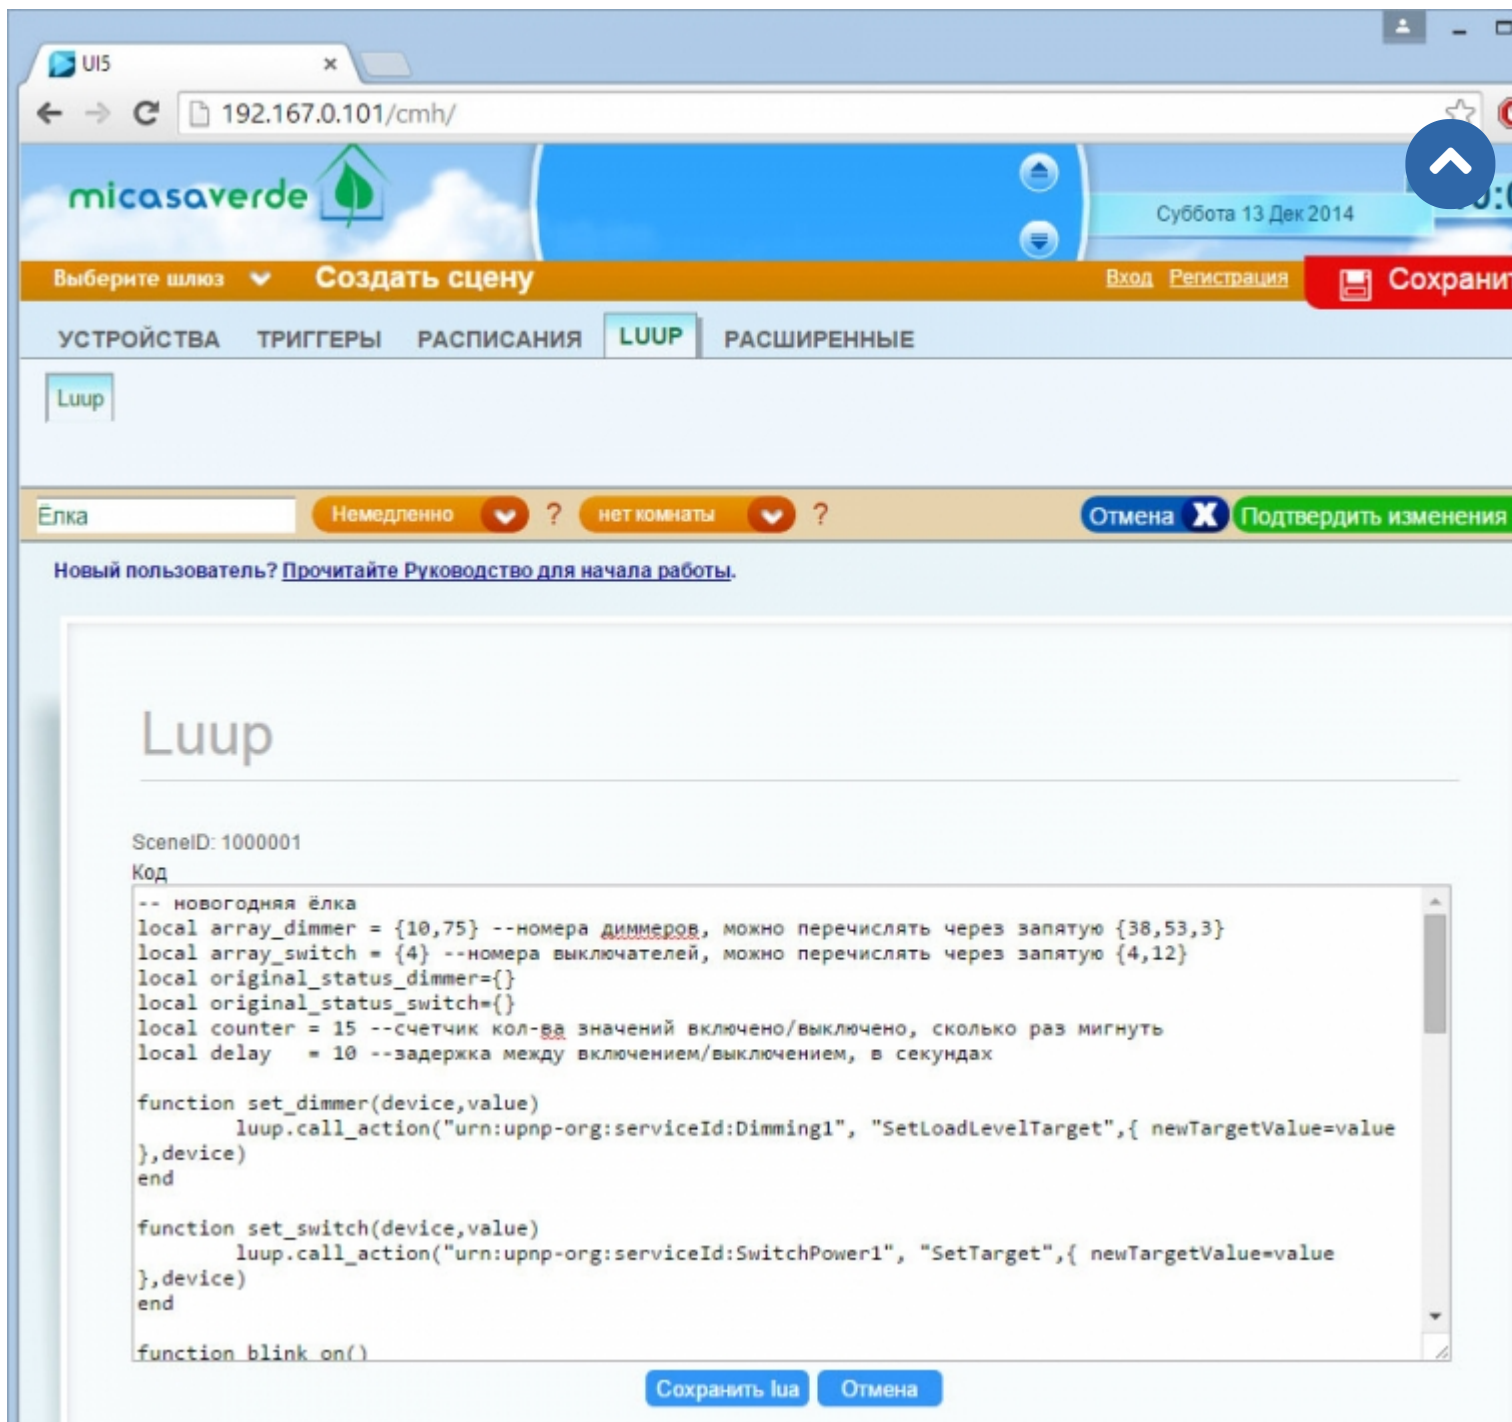 UI5
192.167.0.101/cmh/
micasaverde
Суббота 13 Дек 2014
Выберите шлюз Создать сцену Вход Регистрация Сохранит
УСТРОЙСТВА ТРИГГЕРЫ РАСПИСАНИЯ LUUP РАСШИРЕННЫЕ
Luup
Ёлка Немедленно ? нет комнаты ? Отмена X Подтвердить изменения
Новый пользователь? Прочитайте Руководство для начала работы.
Luup
SceneID: 1000001
Код
-- новогодняя ёлка
local array_dimmer = {10,75} --номера диммеров, можно перечислять через запятую {38,53,3}
local array_switch = {4} --номера выключателей, можно перечислять через запятую {4,12}
local original_status_dimmer={}
local original_status_switch={}
local counter = 15 --счетчик кол-ва значений включено/выключено, сколько раз мигнуть
local delay   = 10 --задержка между включением/выключением, в секундах
function set_dimmer(device,value)
luup.call_action("urn:upnp-org:serviceId:Dimming1", "SetLoadLevelTarget",{ newTargetValue=value
},device)
end
function set_switch(device,value)
luup.call_action("urn:upnp-org:serviceId:SwitchPower1", "SetTarget",{ newTargetValue=value
},device)
end
function blink_on()
Сохранить lua Отмена